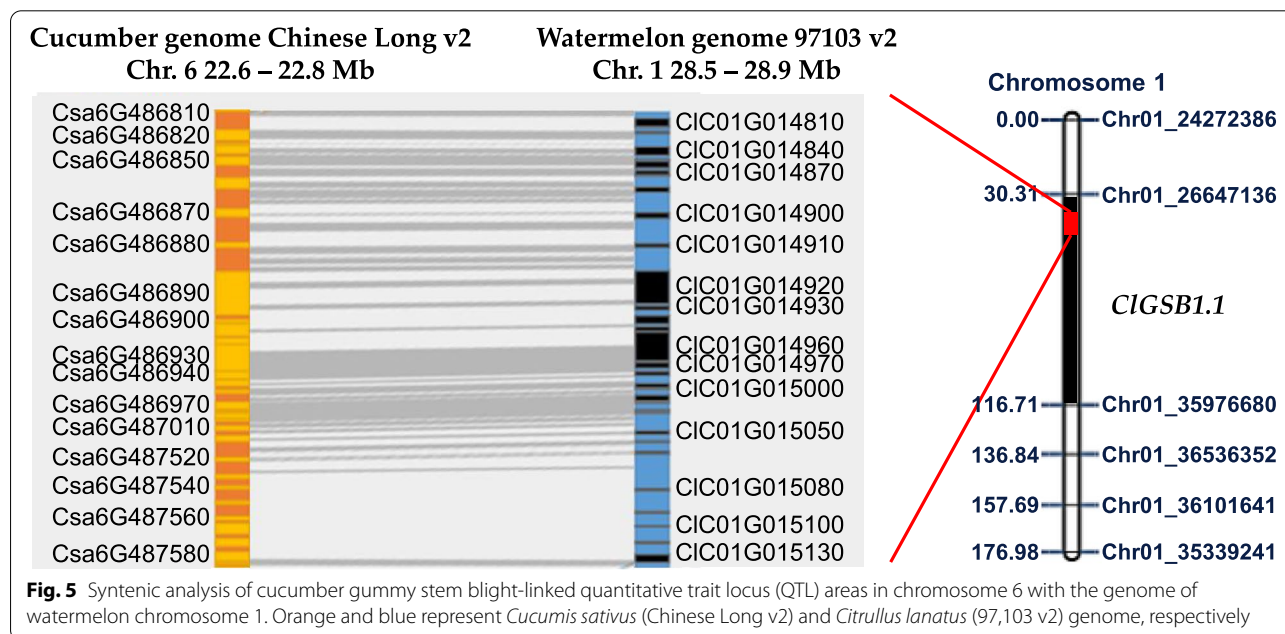 Cucumber genome Chinese Long v2
Chr. 6 22.6 – 22.8 Mb
Watermelon genome 97103 v2
Chr. 1 28.5 – 28.9 Mb
Csa6G486810
Csa6G486820
Csa6G486850
Csa6G486870
Csa6G486880
Csa6G486890
Csa6G486900
Csa6G486930
Csa6G486940
Csa6G486970
Csa6G487010
Csa6G487520
Csa6G487540
Csa6G487560
Csa6G487580
ClC01G014810
ClC01G014840
ClC01G014870
ClC01G014900
ClC01G014910
ClC01G014920
ClC01G014930
ClC01G014960
ClC01G014970
ClC01G015000
ClC01G015050
ClC01G015080
ClC01G015100
ClC01G015130
Chromosome 1
0.00 Chr01_24272386
30.31 Chr01_26647136
ClGSB1.1
116.71 Chr01_35976680
136.84 Chr01_36536352
157.69 Chr01_36101641
176.98 Chr01_35339241
Fig. 5 Syntenic analysis of cucumber gummy stem blight-linked quantitative trait locus (QTL) areas in chromosome 6 with the genome of
watermelon chromosome 1. Orange and blue represent Cucumis sativus (Chinese Long v2) and Citrullus lanatus (97,103 v2) genome, respectively